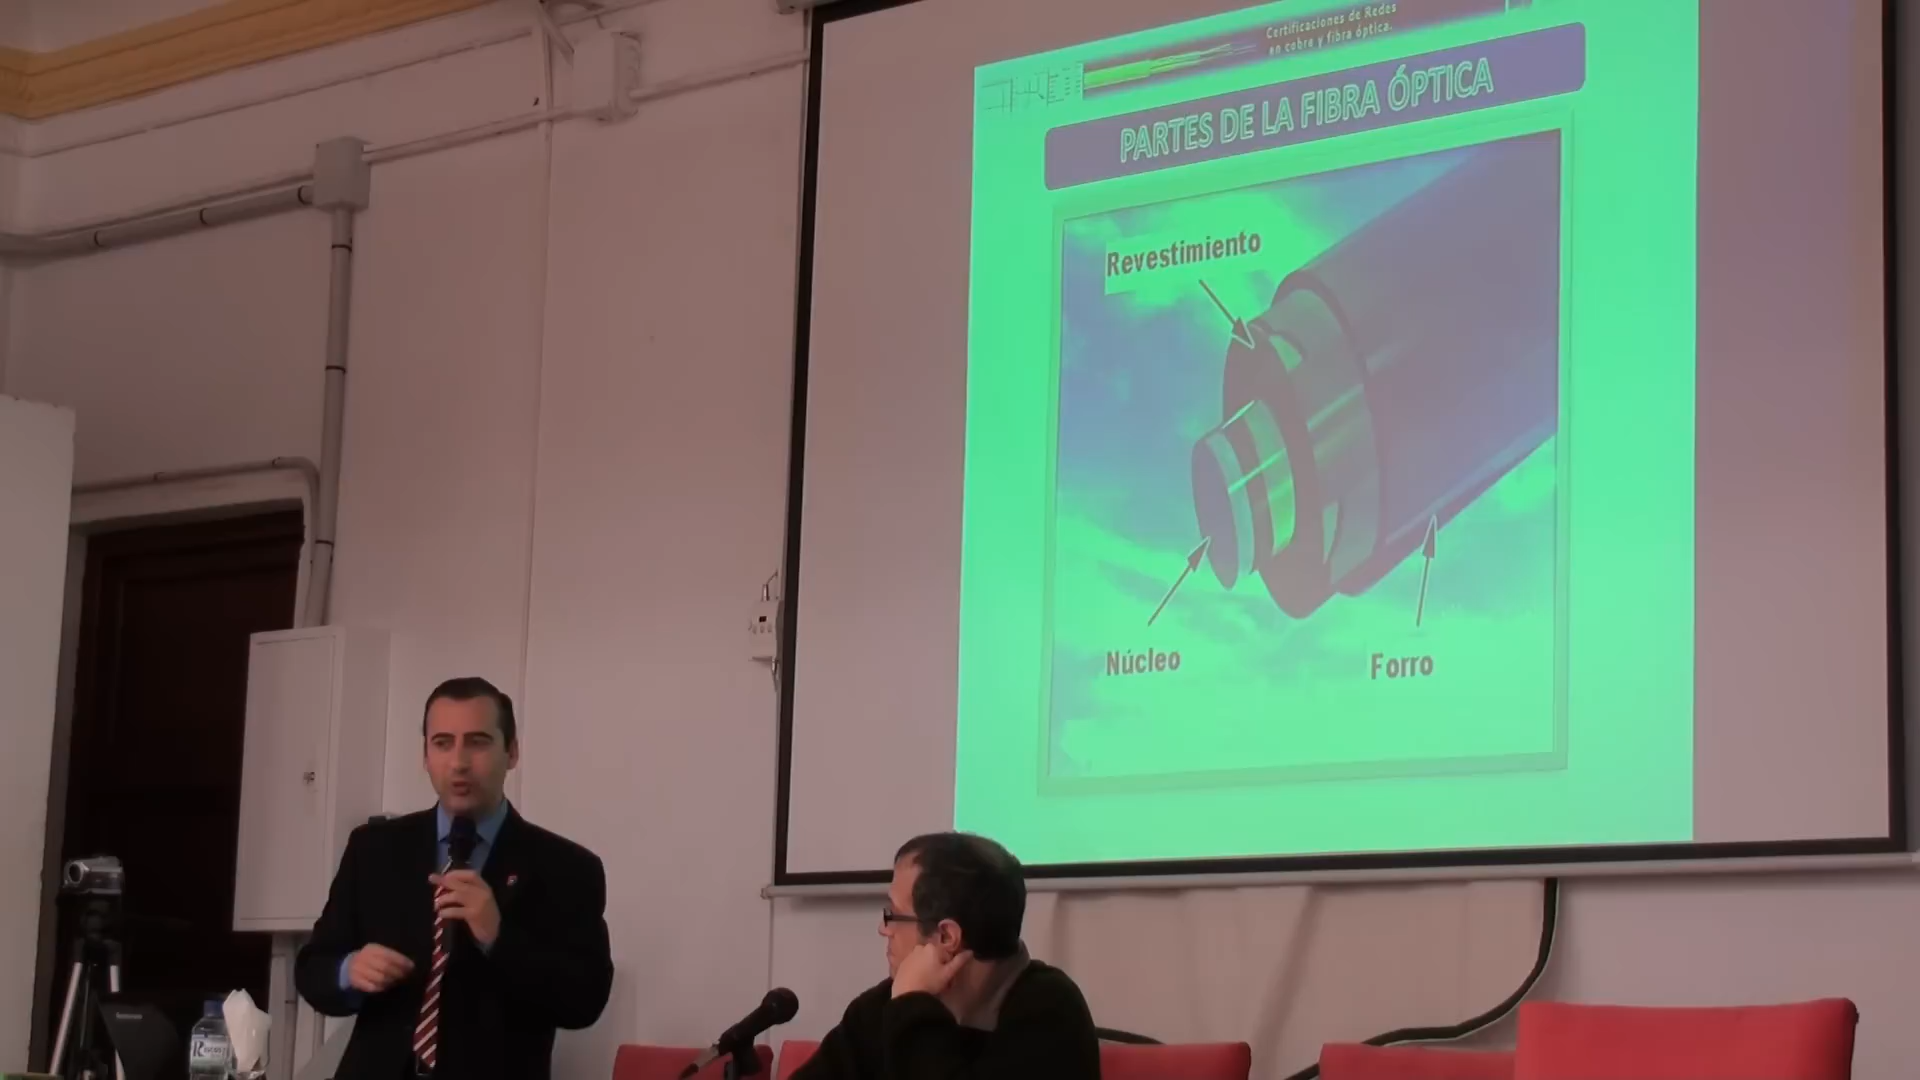 Certificaciones de Redes
en cobre y fibra óptica.
PARTES DE LA FIBRA ÓPTICA
Revestimiento
Núcleo
Forro